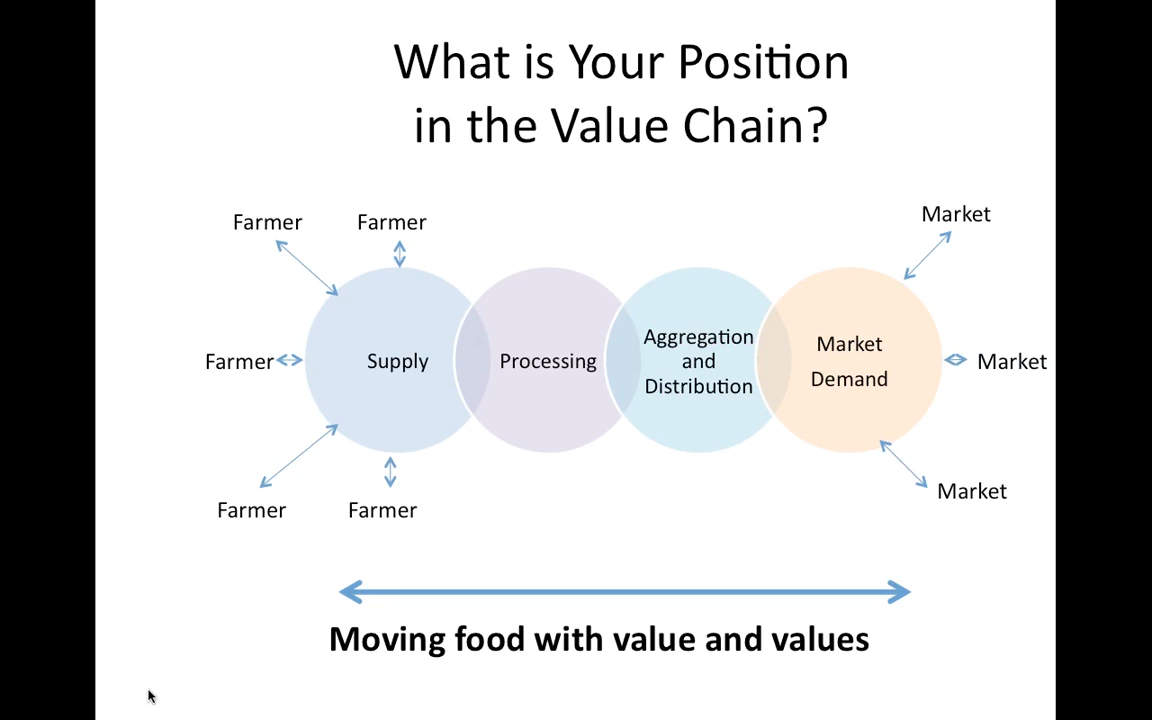 What is Your Position
in the Value Chain?
Farmer
Farmer
Market
Farmer
Supply
Processing
Aggregation
and
Distribution
Market
Demand
Market
Farmer
Farmer
Market
Moving food with value and values